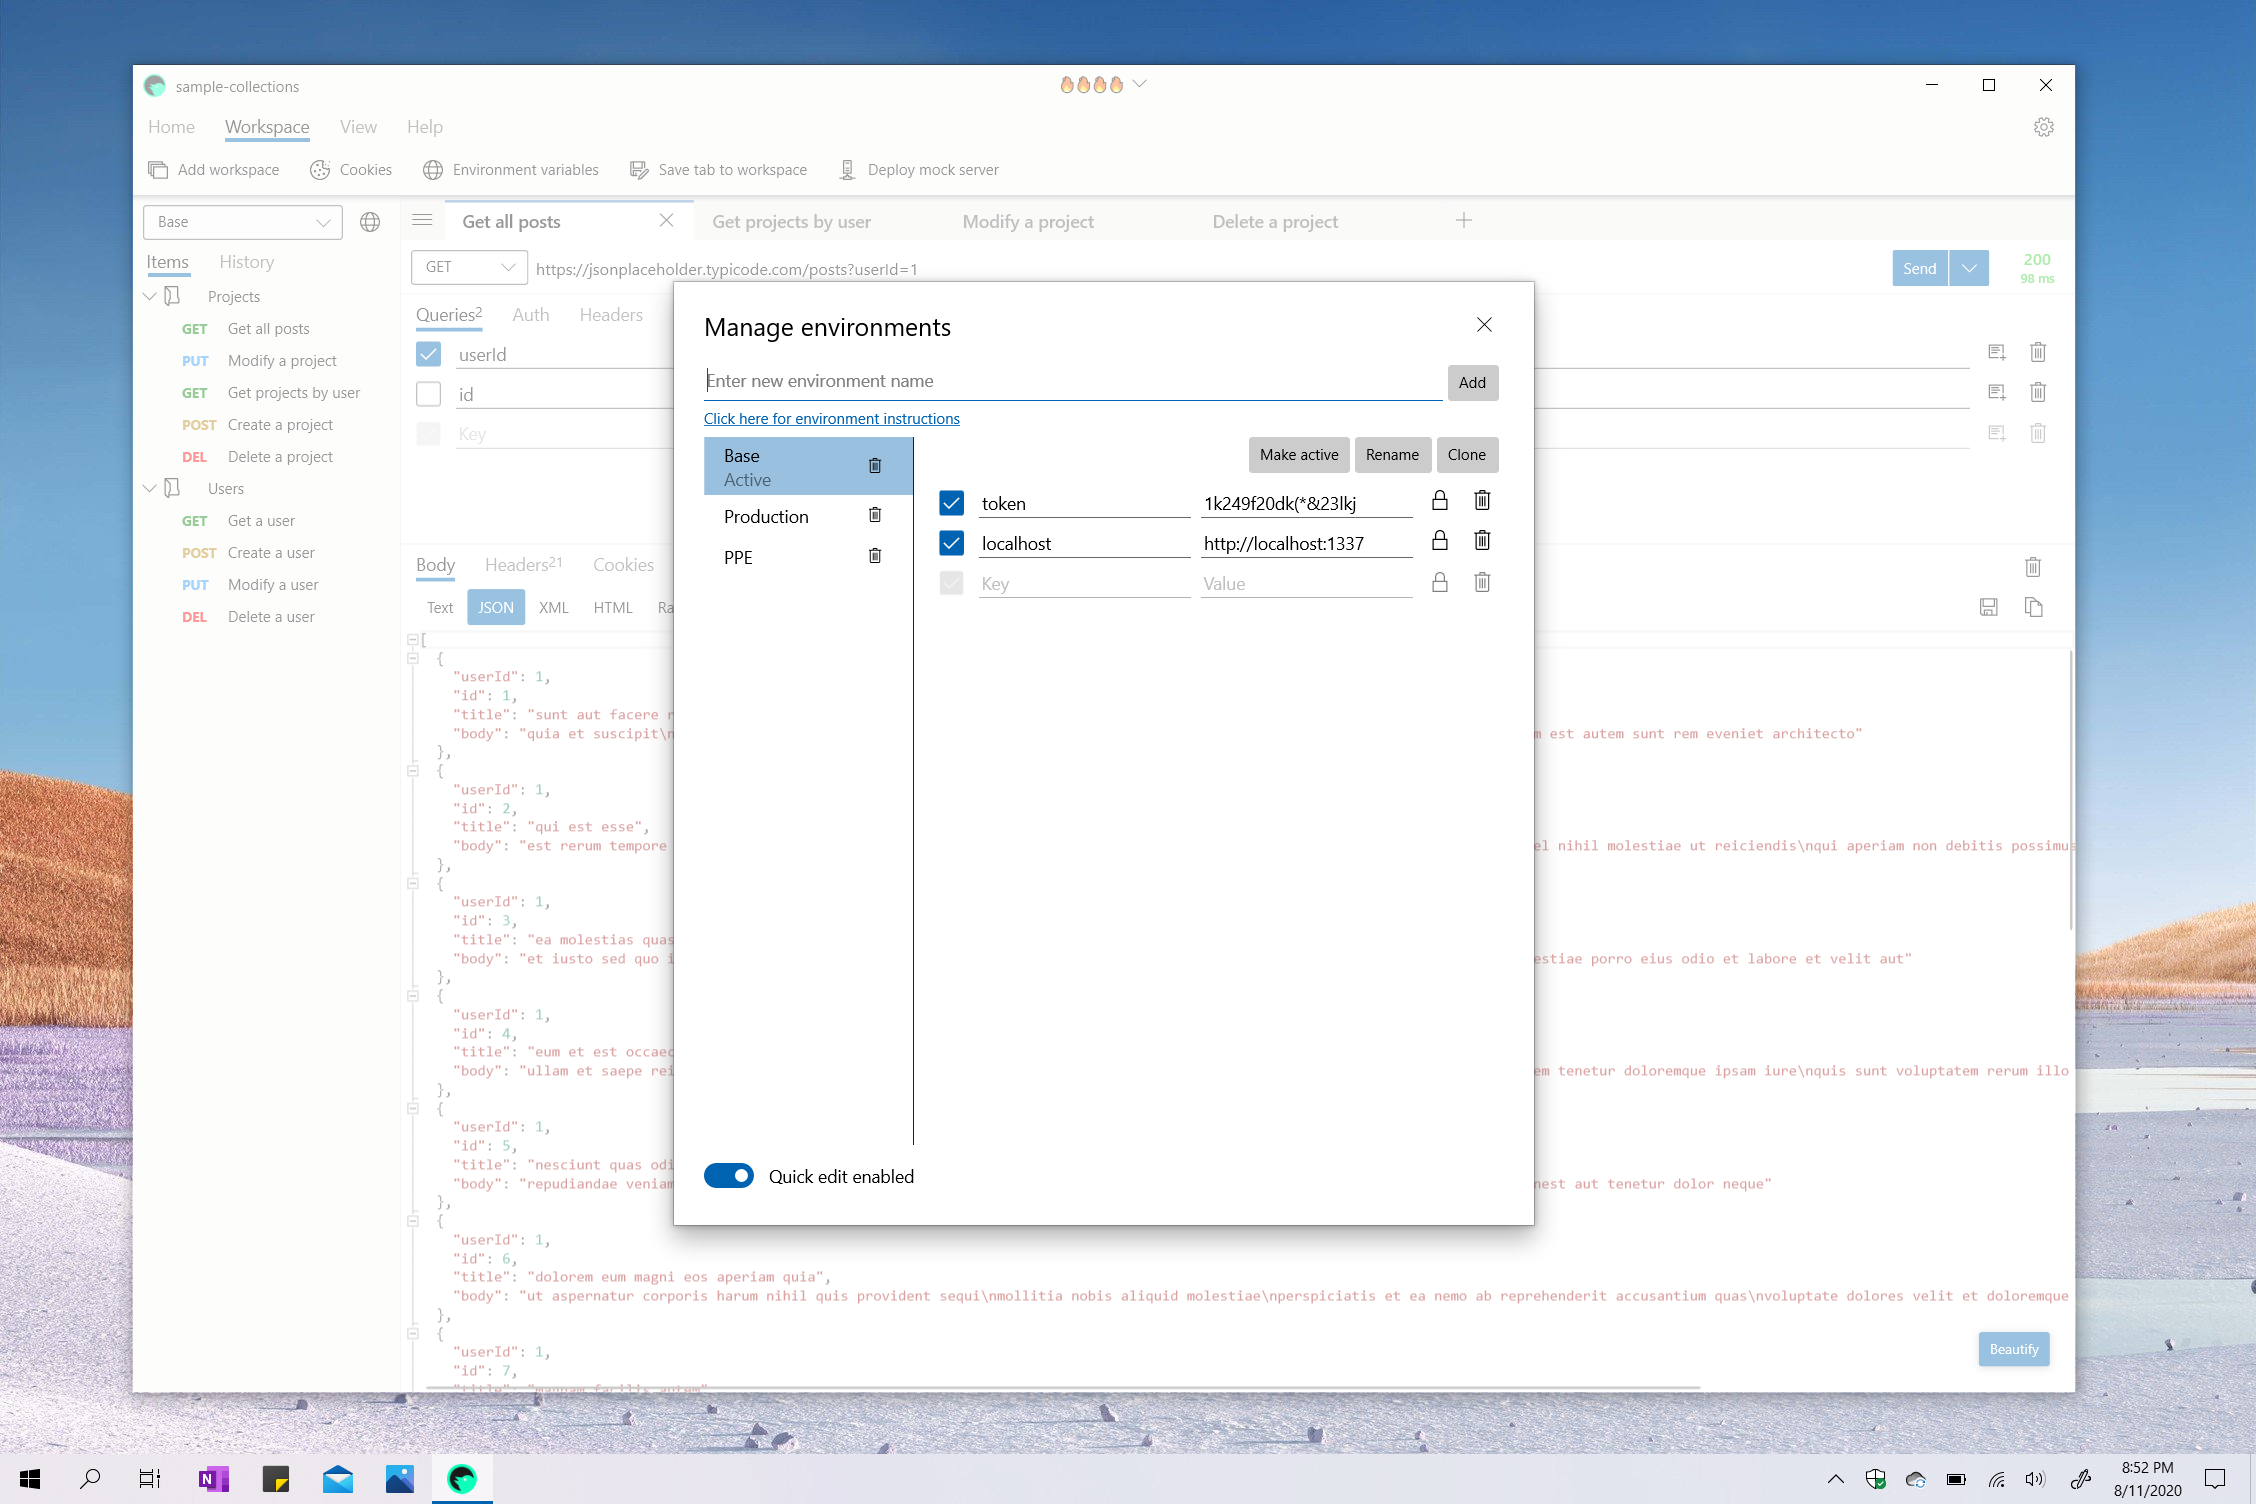 sample-collections
Home Workspace View Help
Add workspace Cookies Environment variables Save tab to workspace Deploy mock server
Base
Get all posts Get projects by user Modify a project Delete a project
Items History
GET https://jsonplaceholder.typicode.com/posts?userId=1 Send 200
98 ms
Projects
GET Get all posts
PUT Modify a project
GET Get projects by user
POST Create a project
DEL Delete a project
Users
GET Get a user
POST Create a user
PUT Modify a user
DEL Delete a user
Queries2 Auth Headers
userId
id
Key
Manage environments
Enter new environment name Add
Click here for environment instructions
Base
Active
Production
PPE
Make active Rename Clone
token 1k249f20dk(*&23lkj
localhost http://localhost:1337
Key Value
Quick edit enabled
Body Headers21 Cookies
Text JSON XML HTML Ra
[
{
"userId": 1,
"id": 1,
"title": "sunt aut facere r
"body": "quia et suscipit\n est autem sunt rem eveniet architecto"
},
{
"userId": 1,
"id": 2,
"title": "qui est esse",
"body": "est rerum tempore el nihil molestiae ut reiciendis\nqui aperiam non debitis possimus
},
{
"userId": 1,
"id": 3,
"title": "ea molestias quas
"body": "et iusto sed quo i estiae porro eius odio et labore et velit aut"
},
{
"userId": 1,
"id": 4,
"title": "eum et est occaec
"body": "ullam et saepe rei em tenetur doloremque ipsam iure\nquis sunt voluptatem rerum illo
},
{
"userId": 1,
"id": 5,
"title": "nesciunt quas odi
"body": "repudiandae veniam nest aut tenetur dolor neque"
},
{
"userId": 1,
"id": 6,
"title": "dolorem eum magni eos aperiam quia",
"body": "ut aspernatur corporis harum nihil quis provident sequi\nmollitia nobis aliquid molestiae\nperspiciatis et ea nemo ab reprehenderit accusantium quas\nvoluptate dolores velit et doloremque
},
{
"userId": 1,
"id": 7,
"title": "magnam facilis autem"
Beautify
8:52 PM
8/11/2020